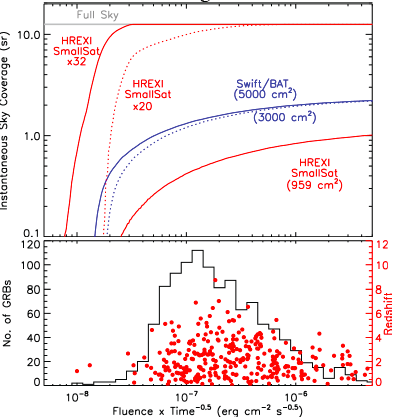 Full Sky
10.0
1.0
0.1
Instantaneous Sky Coverage (sr)
HREXI
SmallSat
x32
HREXI
SmallSat
x20
Swift/BAT
(5000 cm²)
(3000 cm²)
HREXI
SmallSat
(959 cm²)
120
100
80
60
40
20
0
No. of GRBs
12
10
8
6
4
2
0
Redshift
10⁻⁸
10⁻⁷
10⁻⁶
Fluence x Time⁻⁰·⁵ (erg cm⁻² s⁻⁰·⁵)